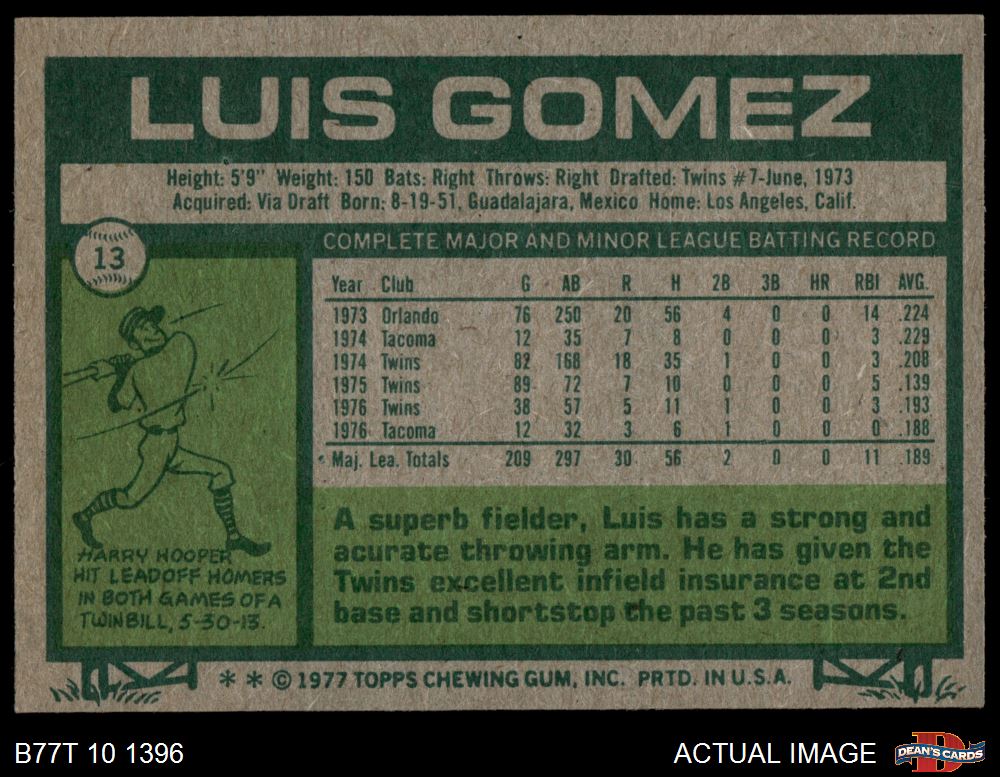 LUIS GOMEZ
Height: 5'9" Weight: 150 Bats: Right Throws: Right Drafted: Twins #7-June, 1973
Acquired: Via Draft Born: 8-19-51, Guadalajara, Mexico Home: Los Angeles, Calif.
13
COMPLETE MAJOR AND MINOR LEAGUE BATTING RECORD
Year Club G AB R H 2B 3B HR RBI AVG.
1973 Orlando 76 250 20 56 4 0 0 14 .224
1974 Tacoma 12 35 7 8 0 0 0 3 .229
1974 Twins 82 168 18 35 1 0 0 3 .208
1975 Twins 89 72 7 10 0 0 0 5 .139
1976 Twins 38 57 5 11 1 0 0 3 .193
1976 Tacoma 12 32 3 6 1 0 0 0 .188
Maj. Lea. Totals 209 297 30 56 2 0 0 11 .189
HARRY HOOPER
HIT LEADOFF HOMERS
IN BOTH GAMES OF A
TWINBILL, 5-30-13.
A superb fielder, Luis has a strong and
acurate throwing arm. He has given the
Twins excellent infield insurance at 2nd
base and shortstop the past 3 seasons.
* * © 1977 TOPPS CHEWING GUM, INC. PRTD. IN U.S.A.
B77T 10 1396
ACTUAL IMAGE
D
DEAN'S CARDS